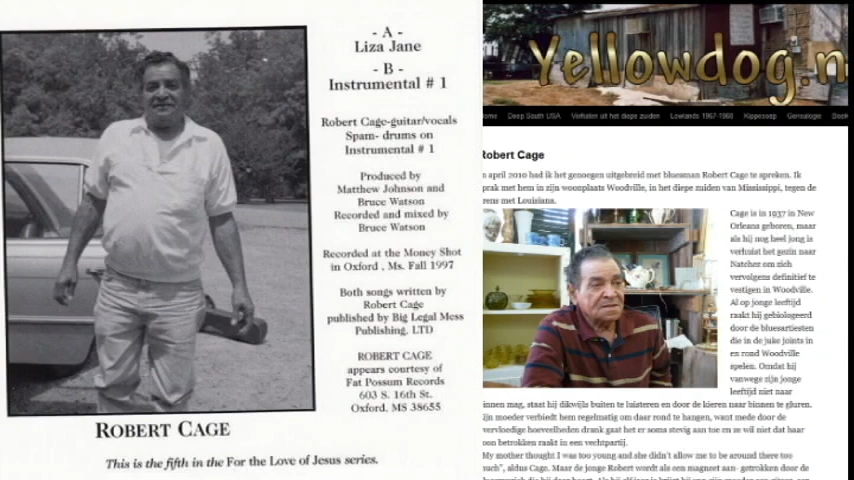 - A -
Liza Jane
- B -
Instrumental # 1
Robert Cage-guitar/vocals
Spam- drums on
Instrumental # 1
Produced by
Matthew Johnson and
Bruce Watson
Recorded and mixed by
Bruce Watson
Recorded at the Money Shot
in Oxford , Ms. Fall 1997
Both songs written by
Robert Cage
published by Big Legal Mess
Publishing, LTD
ROBERT CAGE
appears courtesy of
Fat Possum Records
603 S. 16th St.
Oxford, MS 38655
ROBERT CAGE
This is the fifth in the For the Love of Jesus series.
Yellowdog.n
ome Deep South USA Verhalen uit het diepe zuiden Lowlands 1967-1968 Kippesoep Genealogie Boek
Robert Cage
n april 2010 had ik het genoegen uitgebreid met bluesman Robert Cage te spreken. Ik
prak met hem in zijn woonplaats Woodville, in het diepe zuiden van Mississippi, tegen de
rens met Louisiana.
Cage is in 1937 in New
Orleans geboren, maar
als hij nog heel jong is
verhuist het gezin naar
Natchez om zich
vervolgens definitief te
vestigen in Woodville.
Al op jonge leeftijd
raakt hij gebiologeerd
door de bluesartiesten
die in de juke joints in
en rond Woodville
spelen. Omdat hij
vanwege zijn jonge
leeftijd niet naar
innen mag, staat hij dikwijls buiten te luisteren en door de kieren naar binnen te gluren.
ijn moeder verbiedt hem regelmatig om daar rond te hangen, want mede door de
vervloedige hoeveelheden drank gaat het er soms stevig aan toe en ze wil niet dat haar
oon betrokken raakt in een vechtpartij.
My mother thought I was too young and she didn't allow me to be around there too
uch", aldus Cage. Maar de jonge Robert wordt als een magneet aan- getrokken door de